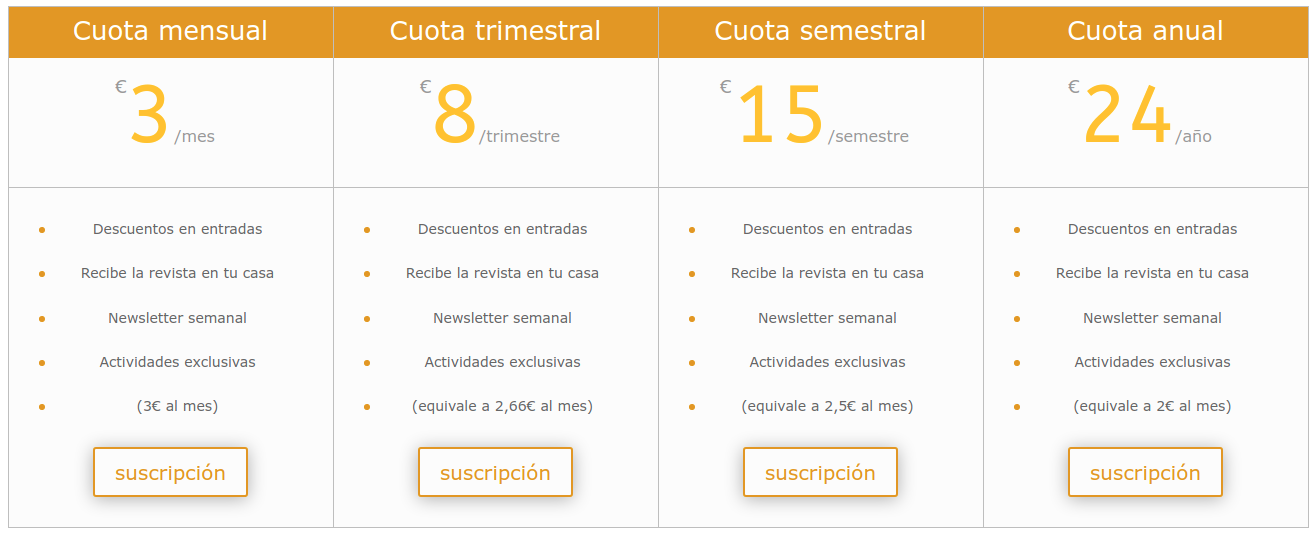 Cuota mensual
€3/mes
Descuentos en entradas
Recibe la revista en tu casa
Newsletter semanal
Actividades exclusivas
(3€ al mes)
suscripción
Cuota trimestral
€8/trimestre
Descuentos en entradas
Recibe la revista en tu casa
Newsletter semanal
Actividades exclusivas
(equivale a 2,66€ al mes)
suscripción
Cuota semestral
€15/semestre
Descuentos en entradas
Recibe la revista en tu casa
Newsletter semanal
Actividades exclusivas
(equivale a 2,5€ al mes)
suscripción
Cuota anual
€24/año
Descuentos en entradas
Recibe la revista en tu casa
Newsletter semanal
Actividades exclusivas
(equivale a 2€ al mes)
suscripción